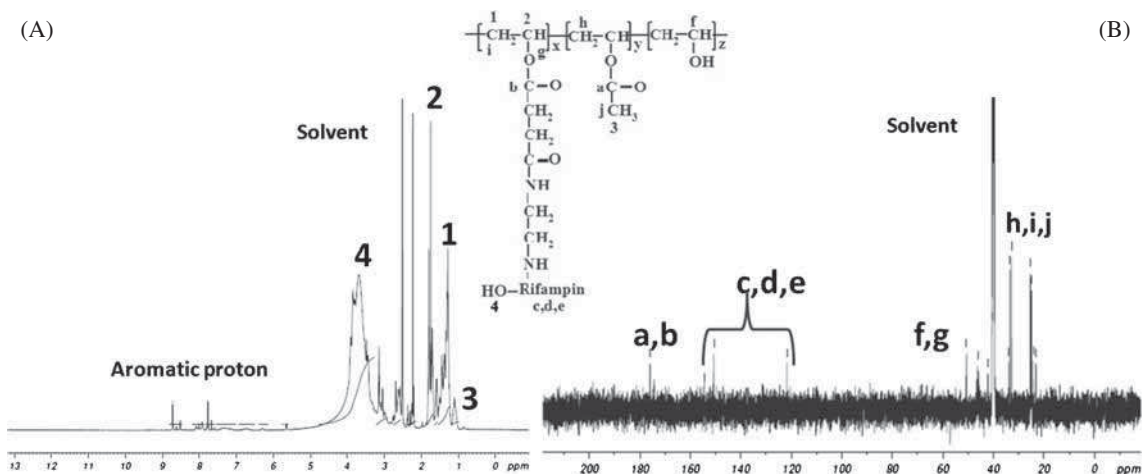 (A)
(B)
1 2 h f
CH₂-CH CH₂-CH CH₂-CH
i g x y z
O O OH
b C-O a C-O
CH₂ j CH₃
3
CH₂
C-O
NH
CH₂
CH₂
NH
HO-Rifampin
4 c,d,e
Solvent
2
1
4
3
Aromatic proton
13 12 11 10 9 8 7 6 5 4 3 2 1 0 ppm
Solvent
h,i,j
c,d,e
a,b
f,g
200 180 160 140 120 100 80 60 40 20 0 ppm